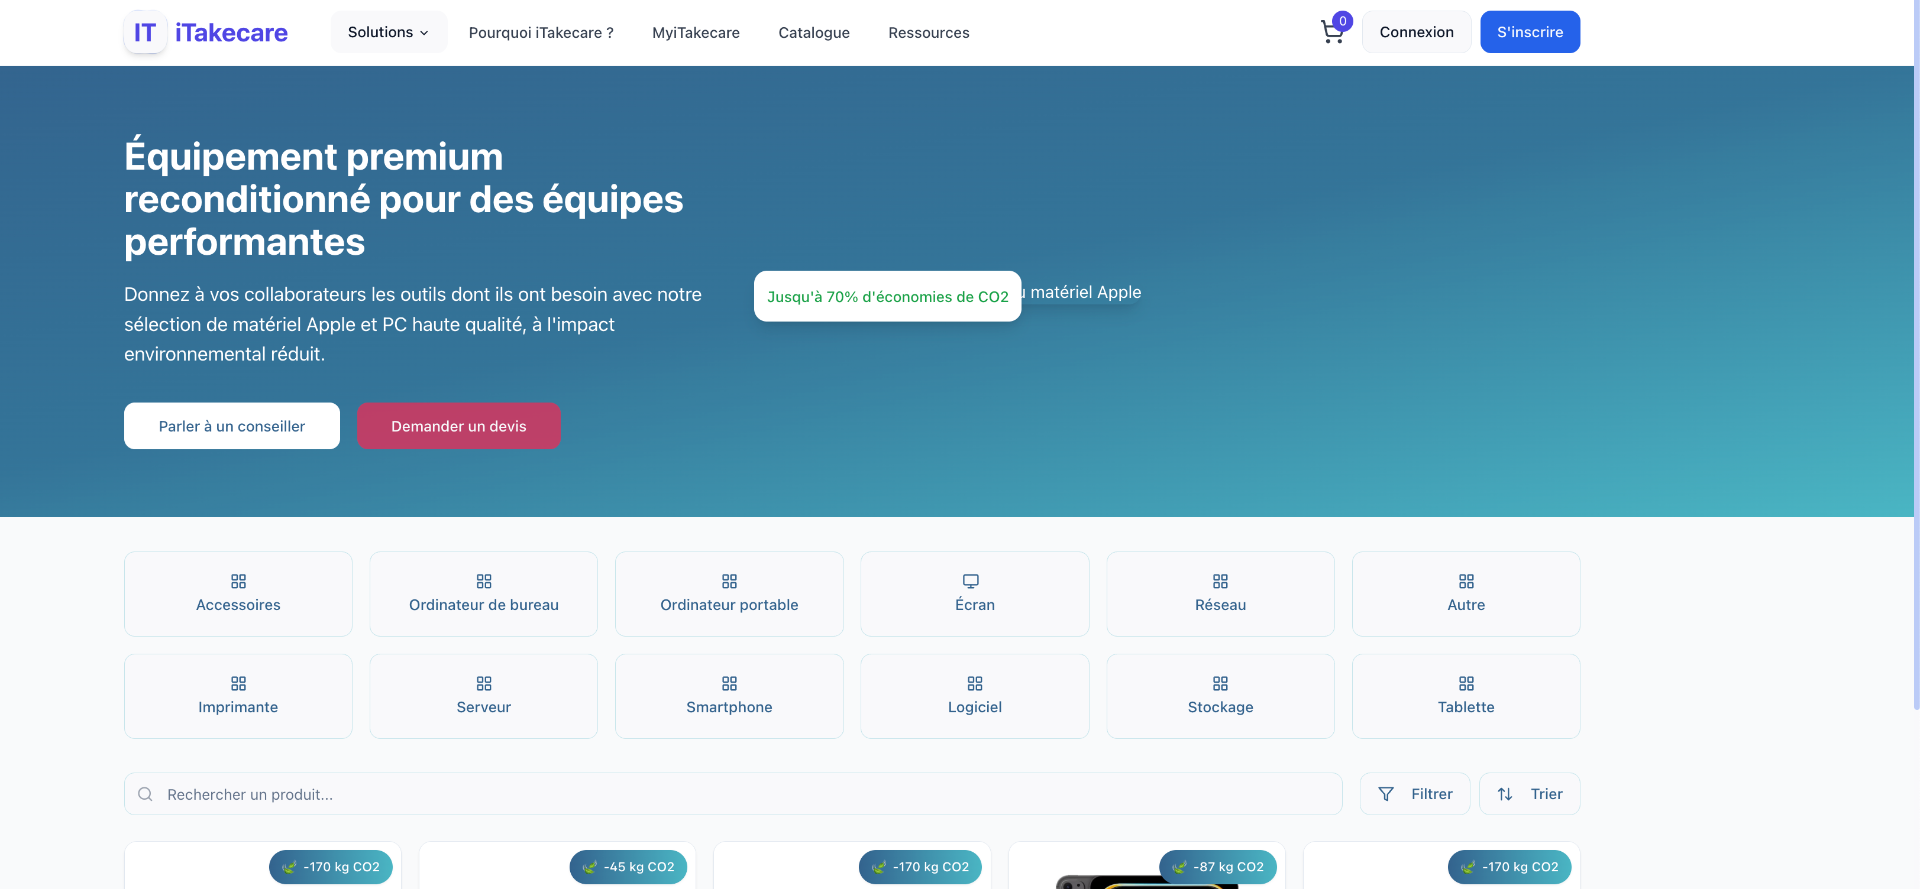 IT iTakecare
Solutions
Pourquoi iTakecare ?
MyiTakecare
Catalogue
Ressources
0
Connexion
S'inscrire
Équipement premium
reconditionné pour des équipes
performantes
Donnez à vos collaborateurs les outils dont ils ont besoin avec notre
sélection de matériel Apple et PC haute qualité, à l'impact
environnemental réduit.
Parler à un conseiller
Demander un devis
Jusqu'à 70% d'économies de CO2
matériel Apple
Accessoires
Ordinateur de bureau
Ordinateur portable
Écran
Réseau
Autre
Imprimante
Serveur
Smartphone
Logiciel
Stockage
Tablette
Rechercher un produit...
Filtrer
Trier
-170 kg CO2
-45 kg CO2
-170 kg CO2
-87 kg CO2
-170 kg CO2